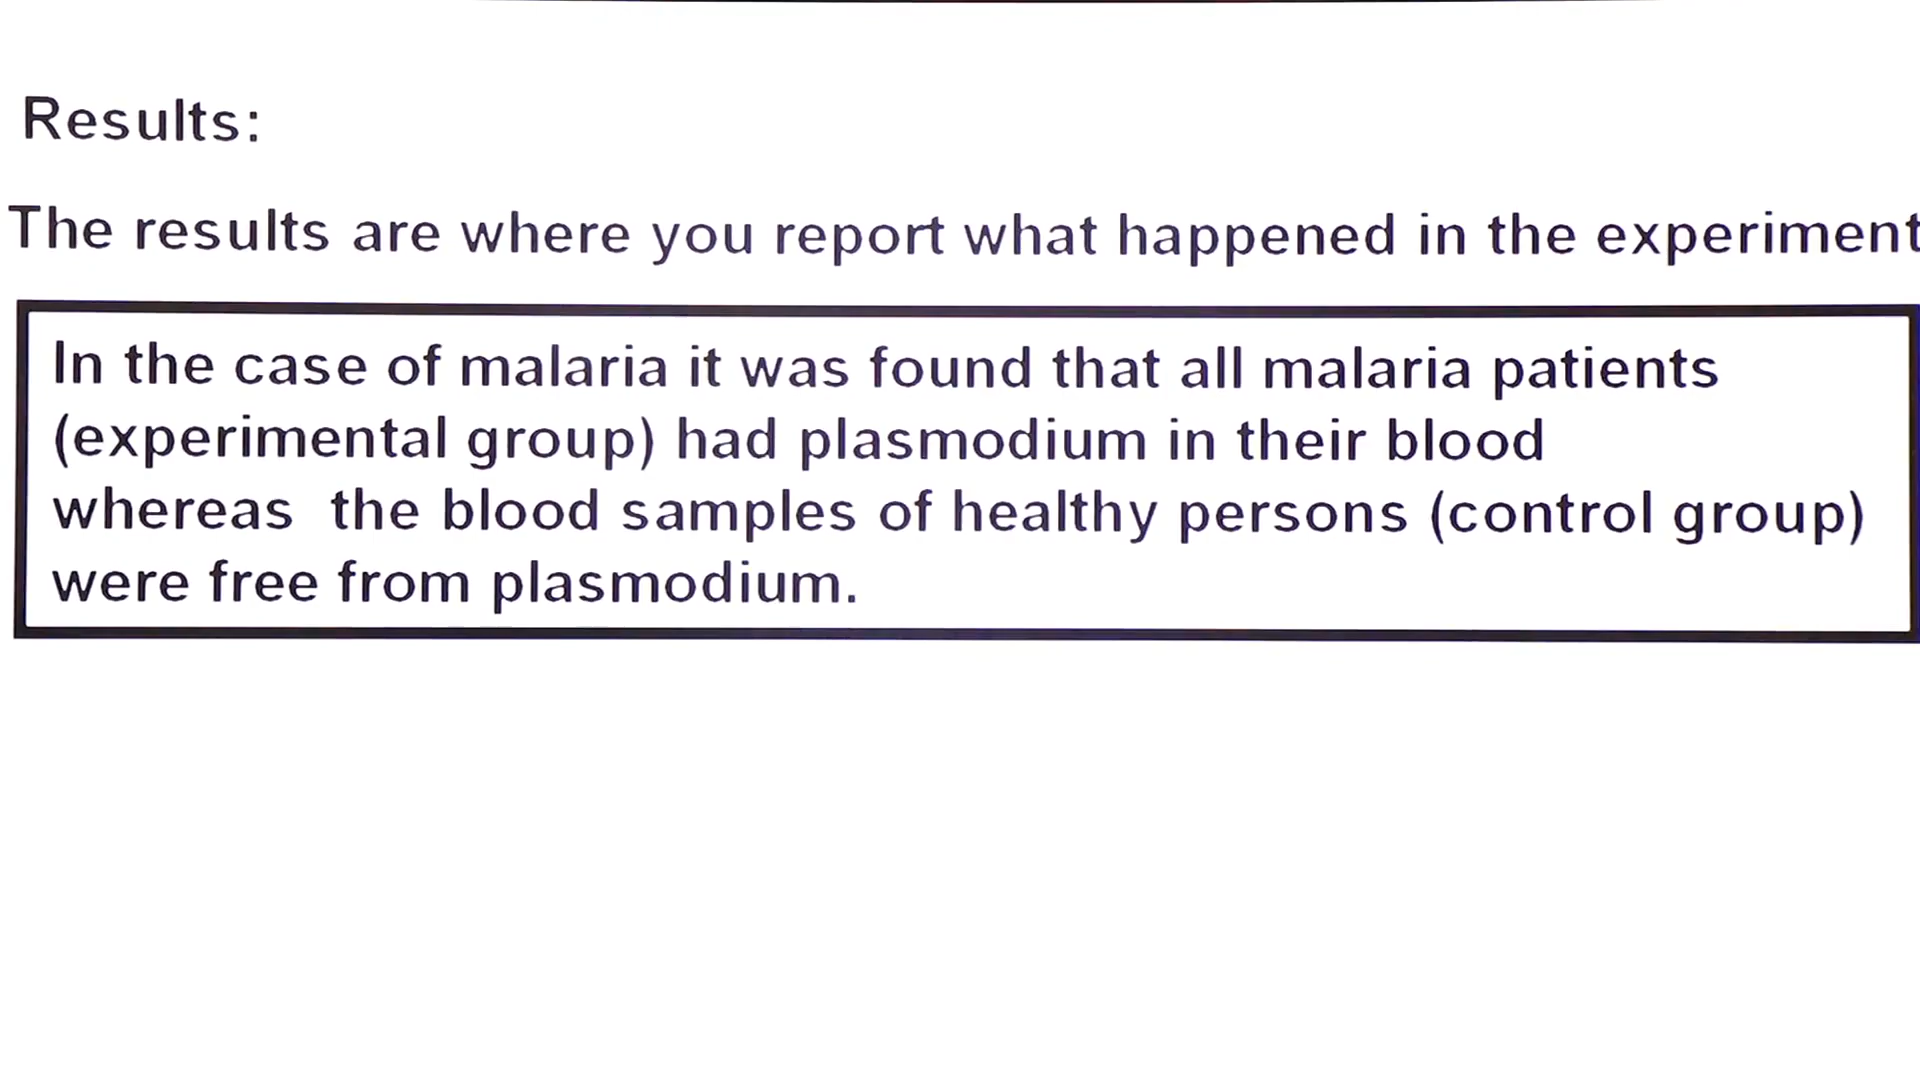 Results:
The results are where you report what happened in the experiment
In the case of malaria it was found that all malaria patients
(experimental group) had plasmodium in their blood
whereas the blood samples of healthy persons (control group)
were free from plasmodium.